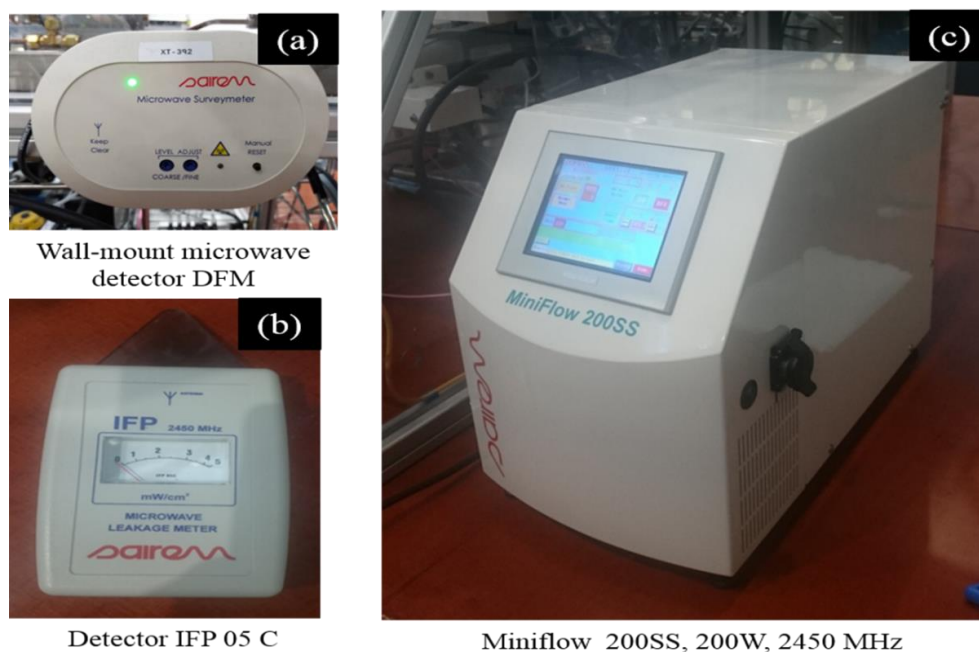 (a)
XT-392
sairem
Microwave Surveymeter
Keep
Clear
LEVEL ADJUST
COARSE /FINE
Manual
RESET
Wall-mount microwave
detector DFM
(b)
ANTENNA
IFP 2450 MHz
0 1 2 3 4 5
mW/cm²
MICROWAVE
LEAKAGE METER
sairem
Detector IFP 05 C
(c)
MiniFlow 200SS
sairem
Miniflow 200SS, 200W, 2450 MHz